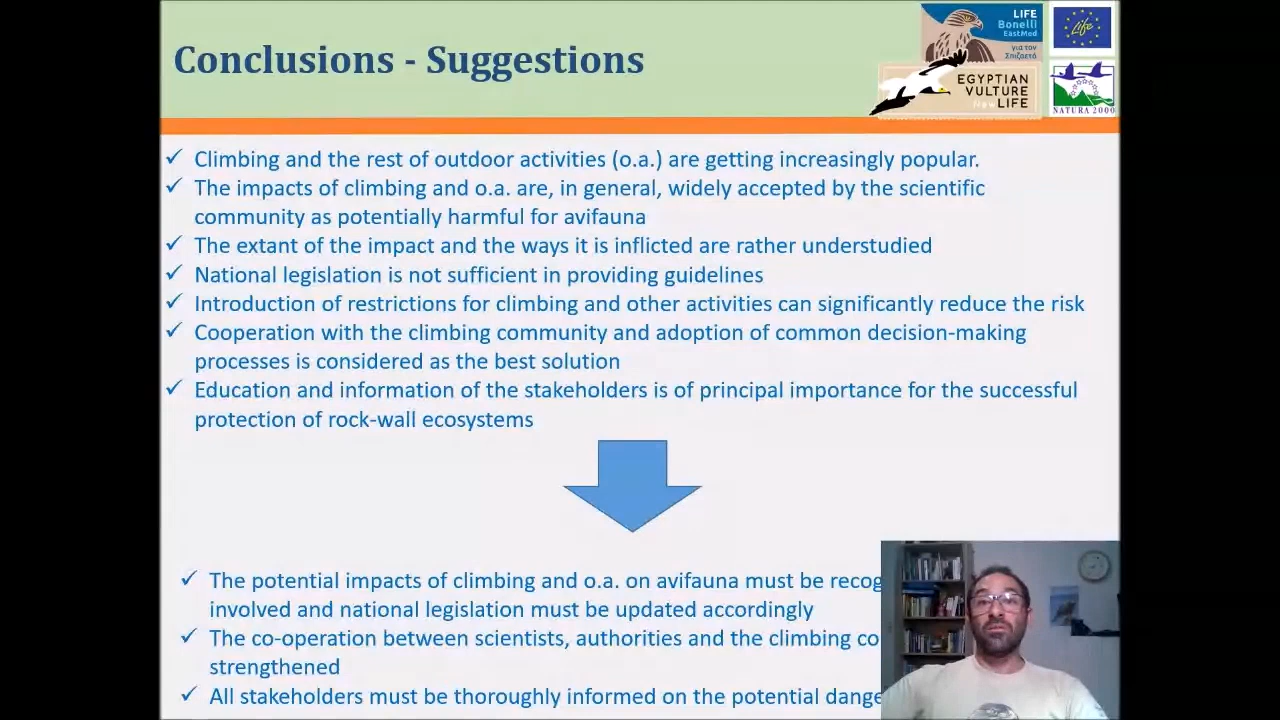 Conclusions - Suggestions
LIFE
Bonelli
EastMed
για τον
Σπιζαετό
Life
EGYPTIAN
VULTURE
New LIFE
NATURA 2000
Climbing and the rest of outdoor activities (o.a.) are getting increasingly popular.
The impacts of climbing and o.a. are, in general, widely accepted by the scientific
community as potentially harmful for avifauna
The extant of the impact and the ways it is inflicted are rather understudied
National legislation is not sufficient in providing guidelines
Introduction of restrictions for climbing and other activities can significantly reduce the risk
Cooperation with the climbing community and adoption of common decision-making
processes is considered as the best solution
Education and information of the stakeholders is of principal importance for the successful
protection of rock-wall ecosystems
The potential impacts of climbing and o.a. on avifauna must be recog
involved and national legislation must be updated accordingly
The co-operation between scientists, authorities and the climbing co
strengthened
All stakeholders must be thoroughly informed on the potential dange